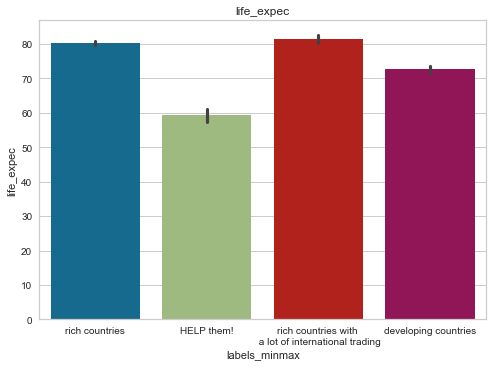 life_expec
life_expec
80
70
60
50
40
30
20
10
0
rich countries
HELP them!
rich countries with
a lot of international trading
developing countries
labels_minmax